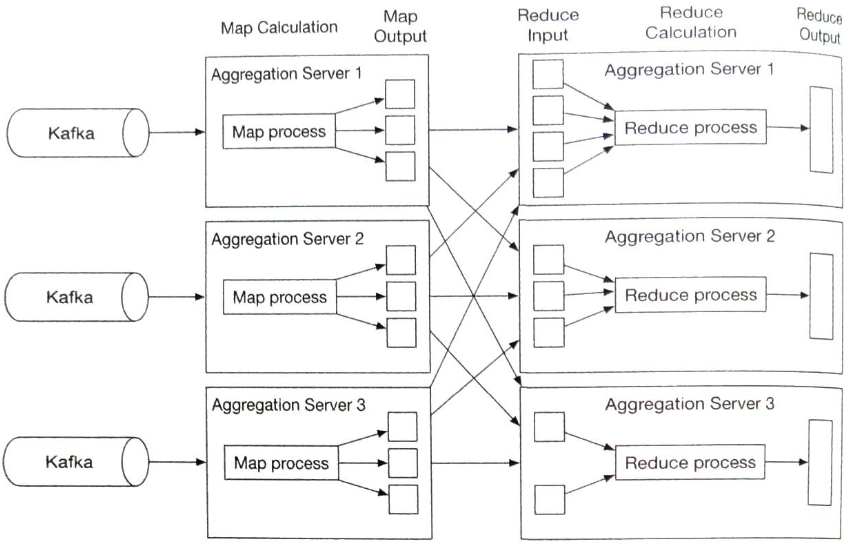 Map Calculation
Map
Output
Reduce
Input
Reduce
Calculation
Reduce
Output
Kafka
Aggregation Server 1
Map process
Aggregation Server 1
Reduce process
Kafka
Aggregation Server 2
Map process
Aggregation Server 2
Reduce process
Kafka
Aggregation Server 3
Map process
Aggregation Server 3
Reduce process